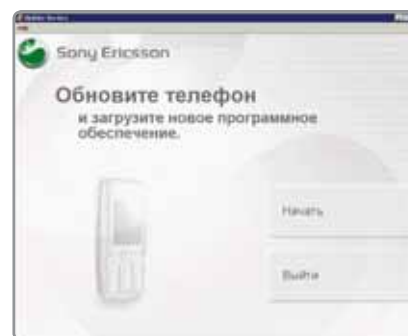 Sony Ericsson
Обновите телефон
и загрузите новое программное
обеспечение.
Начать
Выйти